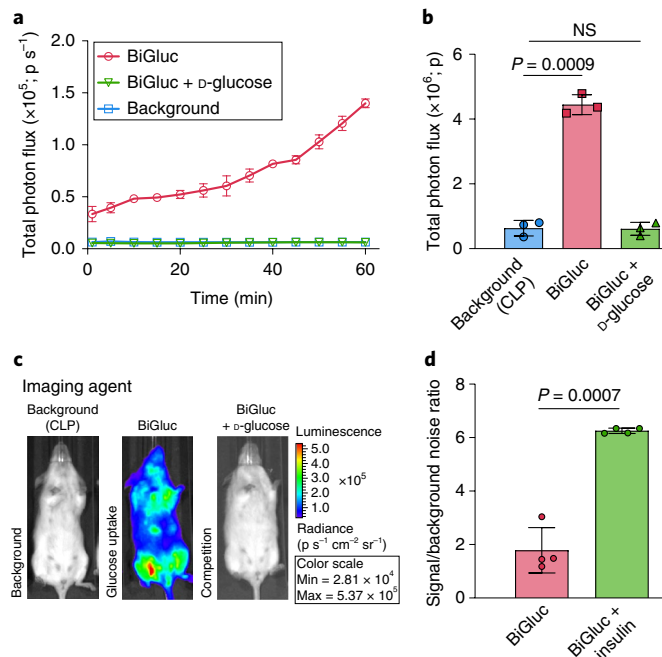 a
Total photon flux (×10⁵; p s⁻¹)
2.0
1.5
1.0
0.5
0.0
BiGluc
BiGluc + D-glucose
Background
0
20
40
60
Time (min)
b
Total photon flux (×10⁶; p)
NS
P = 0.0009
6
4
2
0
Background
(CLP)
BiGluc
BiGluc +
D-glucose
c
Imaging agent
Background
(CLP)
BiGluc
BiGluc
+ D-glucose
Background
Glucose uptake
Competition
Luminescence
5.0
4.0
3.0
2.0
1.0
×10⁵
Radiance
(p s⁻¹ cm⁻² sr⁻¹)
Color scale
Min = 2.81 × 10⁴
Max = 5.37 × 10⁵
d
Signal/background noise ratio
P = 0.0007
8
6
4
2
0
BiGluc
BiGluc +
insulin